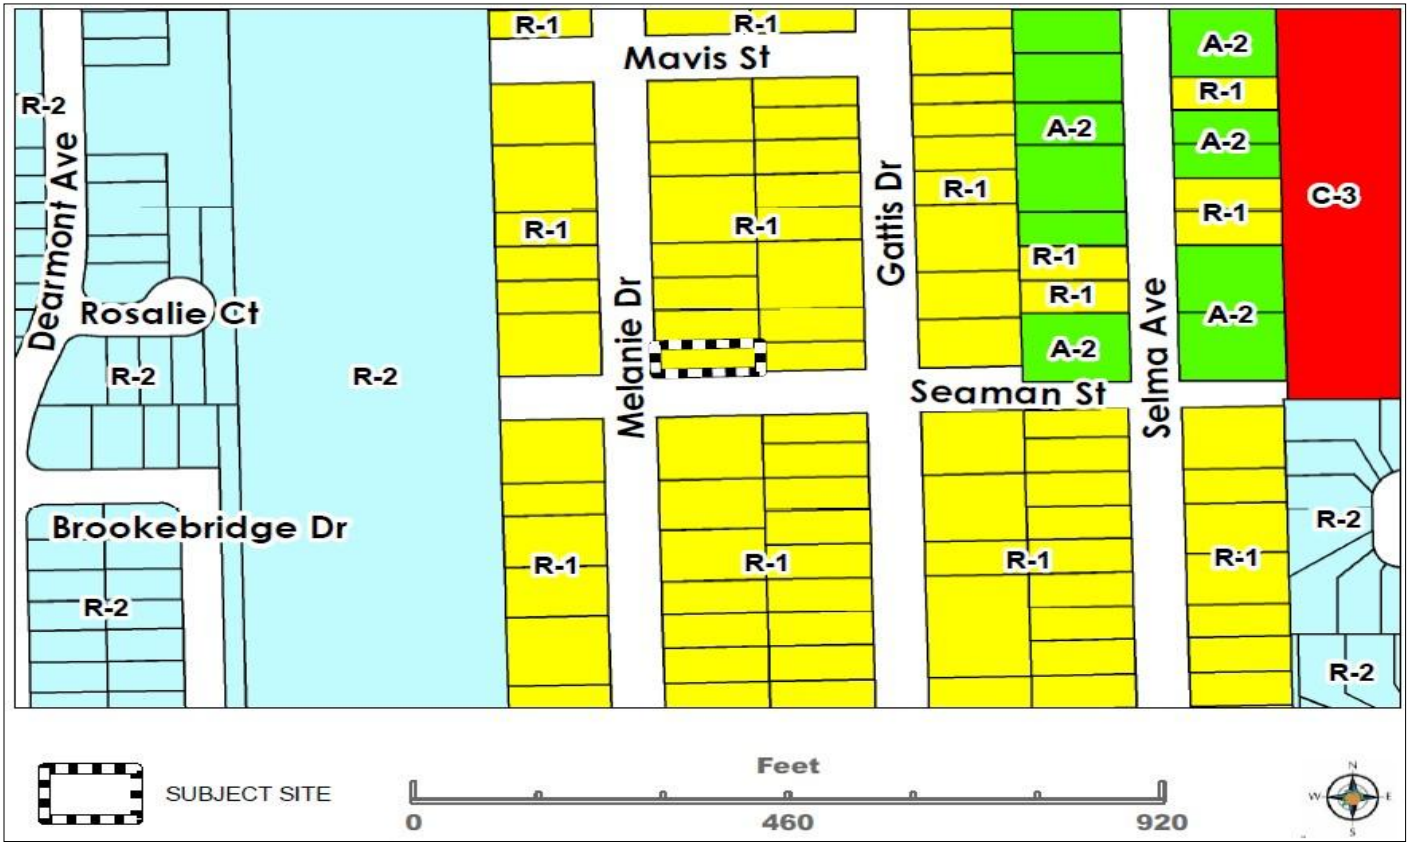 R-1
R-1
Mavis St
A-2
R-1
R-2
A-2
A-2
Dearmont Ave
Gattis Dr
R-1
C-3
R-1
R-1
R-1
R-1
R-1
Melanie Dr
Selma Ave
Rosalie Ct
A-2
A-2
R-2
R-2
Seaman St
Brookebridge Dr
R-2
R-1
R-1
R-1
R-1
R-2
R-2
SUBJECT SITE
Feet
0 460 920
N
W E
S